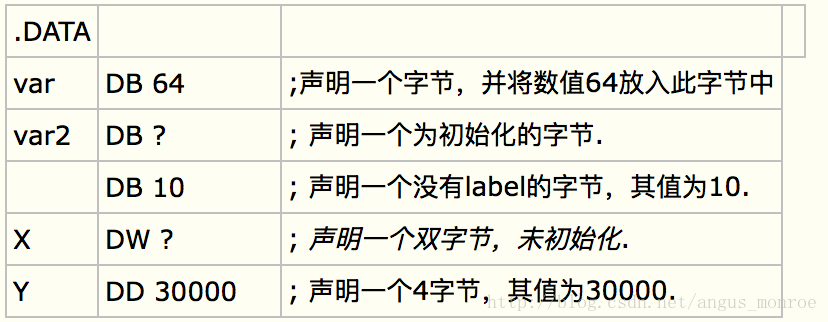 .DATA
var DB 64 ;声明一个字节，并将数值64放入此字节中
var2 DB ? ; 声明一个为初始化的字节.
DB 10 ; 声明一个没有label的字节，其值为10.
X DW ? ; 声明一个双字节，未初始化.
Y DD 30000 ; 声明一个4字节，其值为30000.
http://blog.csdn.net/angus_monroe